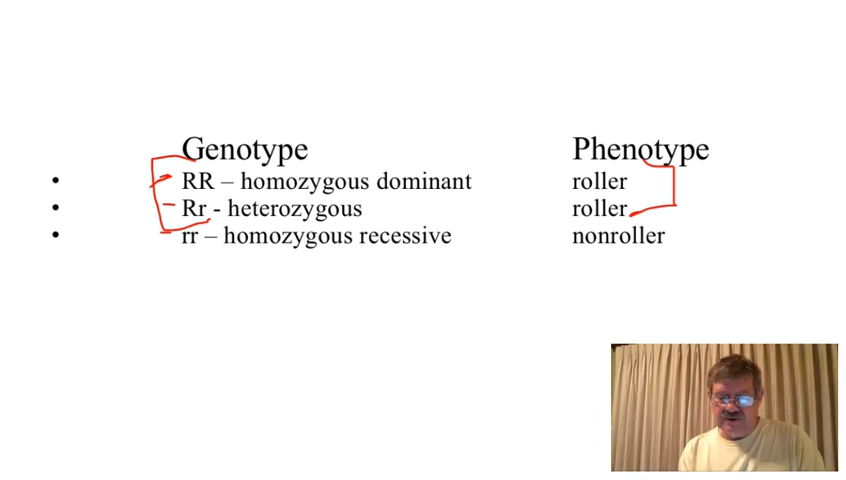 Genotype Phenotype
• RR – homozygous dominant roller
• Rr - heterozygous roller
• rr – homozygous recessive nonroller